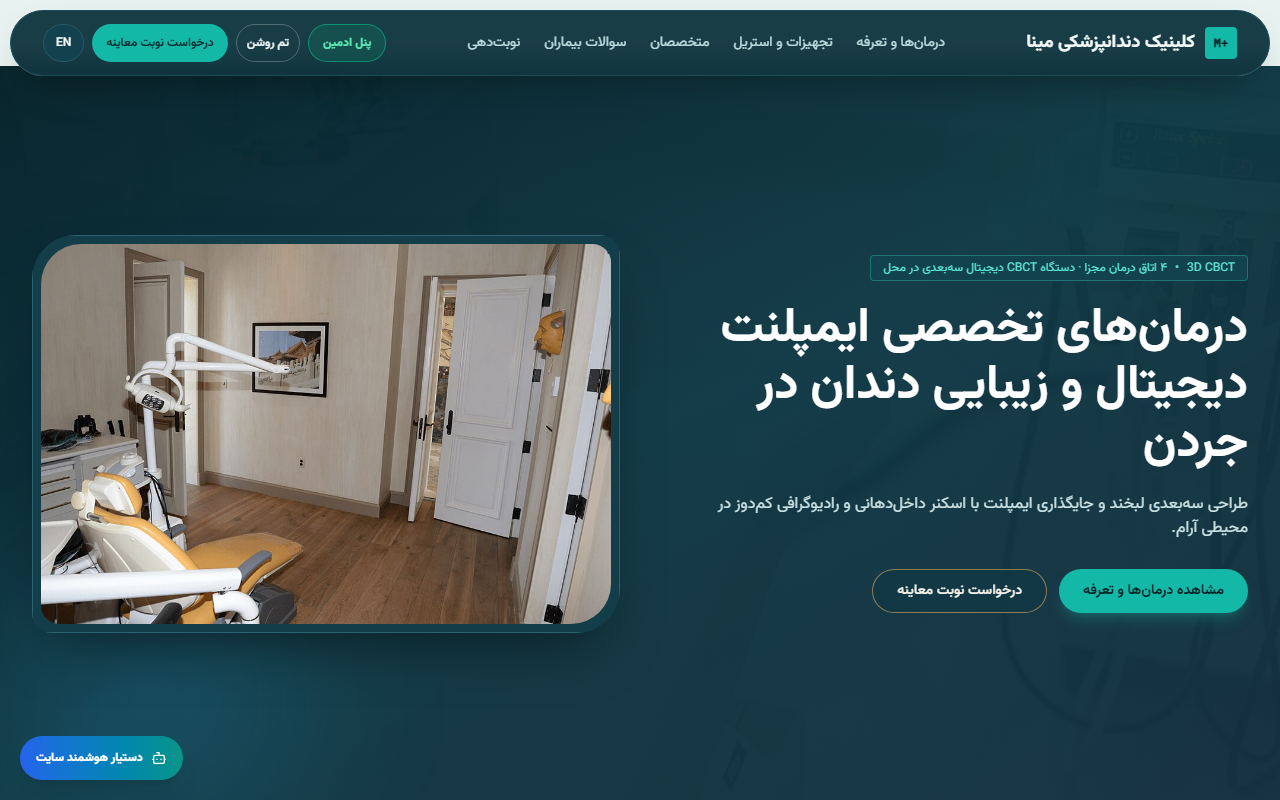 M+
کلینیک دندانپزشکی مینا
درمان‌ها و تعرفه
تجهیزات و استریل
متخصصان
سوالات بیماران
نوبت‌دهی
پنل ادمین
تم روشن
درخواست نوبت معاینه
EN
3D CBCT • ۴ اتاق درمان مجزا · دستگاه CBCT دیجیتال سه‌بعدی در محل
درمان‌های تخصصی ایمپلنت
دیجیتال و زیبایی دندان در
جردن
طراحی سه‌بعدی لبخند و جایگذاری ایمپلنت با اسکنر داخل‌دهانی و رادیوگرافی کم‌دوز در
محیطی آرام.
مشاهده درمان‌ها و تعرفه
درخواست نوبت معاینه
دستیار هوشمند سایت